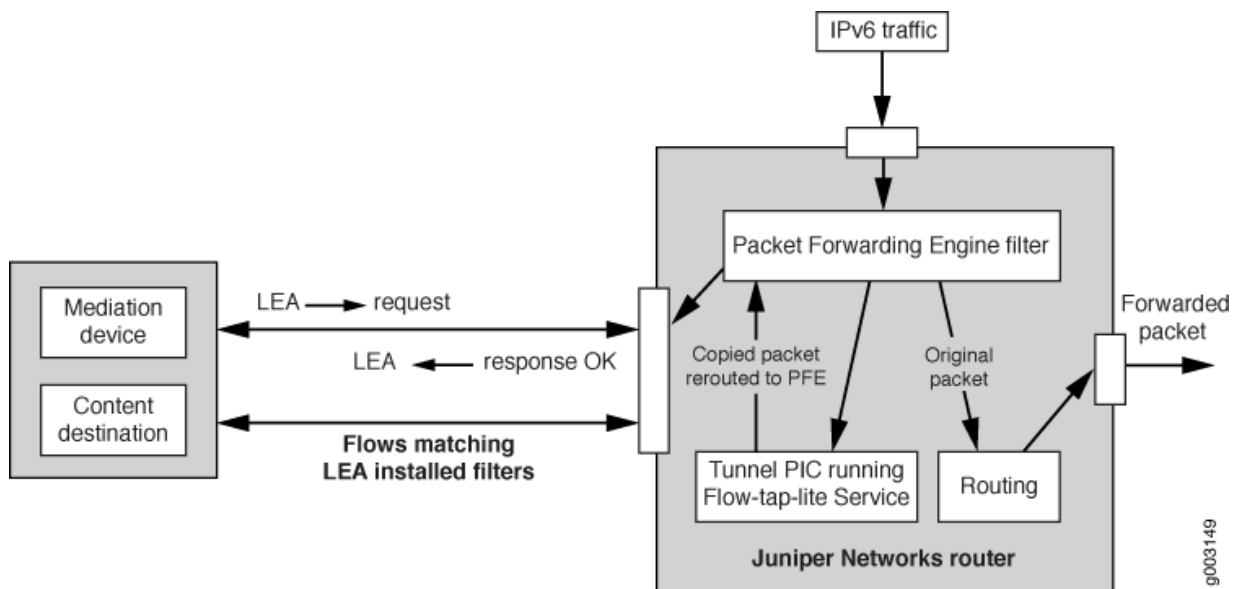 IPv6 traffic
Packet Forwarding Engine filter
Mediation
device
LEA request
LEA response OK
Content
destination
Flows matching
LEA installed filters
Copied packet
rerouted to PFE
Original
packet
Forwarded
packet
Tunnel PIC running
Flow-tap-lite Service
Routing
Juniper Networks router
g003149